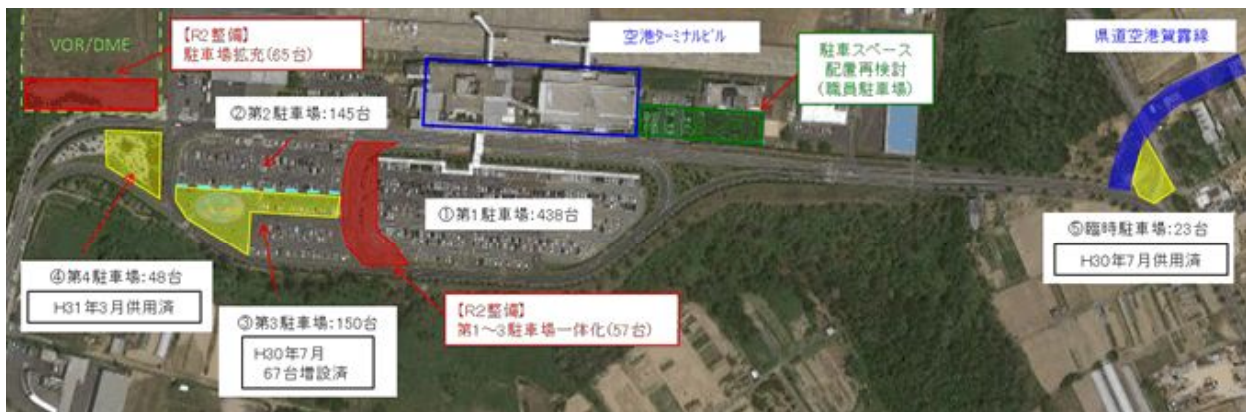 VOR/DME
【R2整備】
駐車場拡充(65台)
空港ターミナルビル
駐車スペース
配置再検討
(職員駐車場)
県道空港賀露線
②第2駐車場:145台
①第1駐車場:438台
⑤臨時駐車場:23台
H30年7月供用済
④第4駐車場:48台
H31年3月供用済
③第3駐車場:150台
H30年7月
67台増設済
【R2整備】
第1~3駐車場一体化(57台)